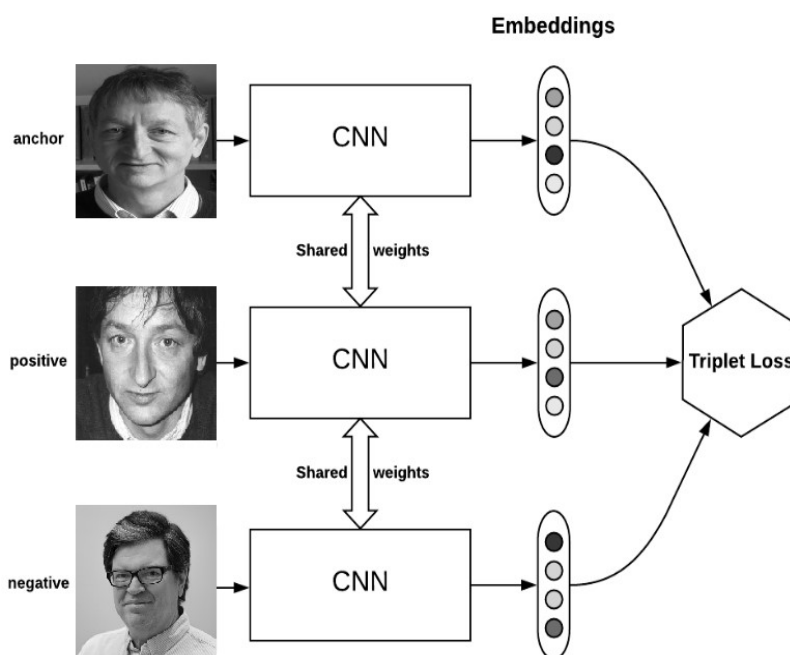 Embeddings
anchor
CNN
Shared weights
positive
CNN
Triplet Loss
Shared weights
negative
CNN